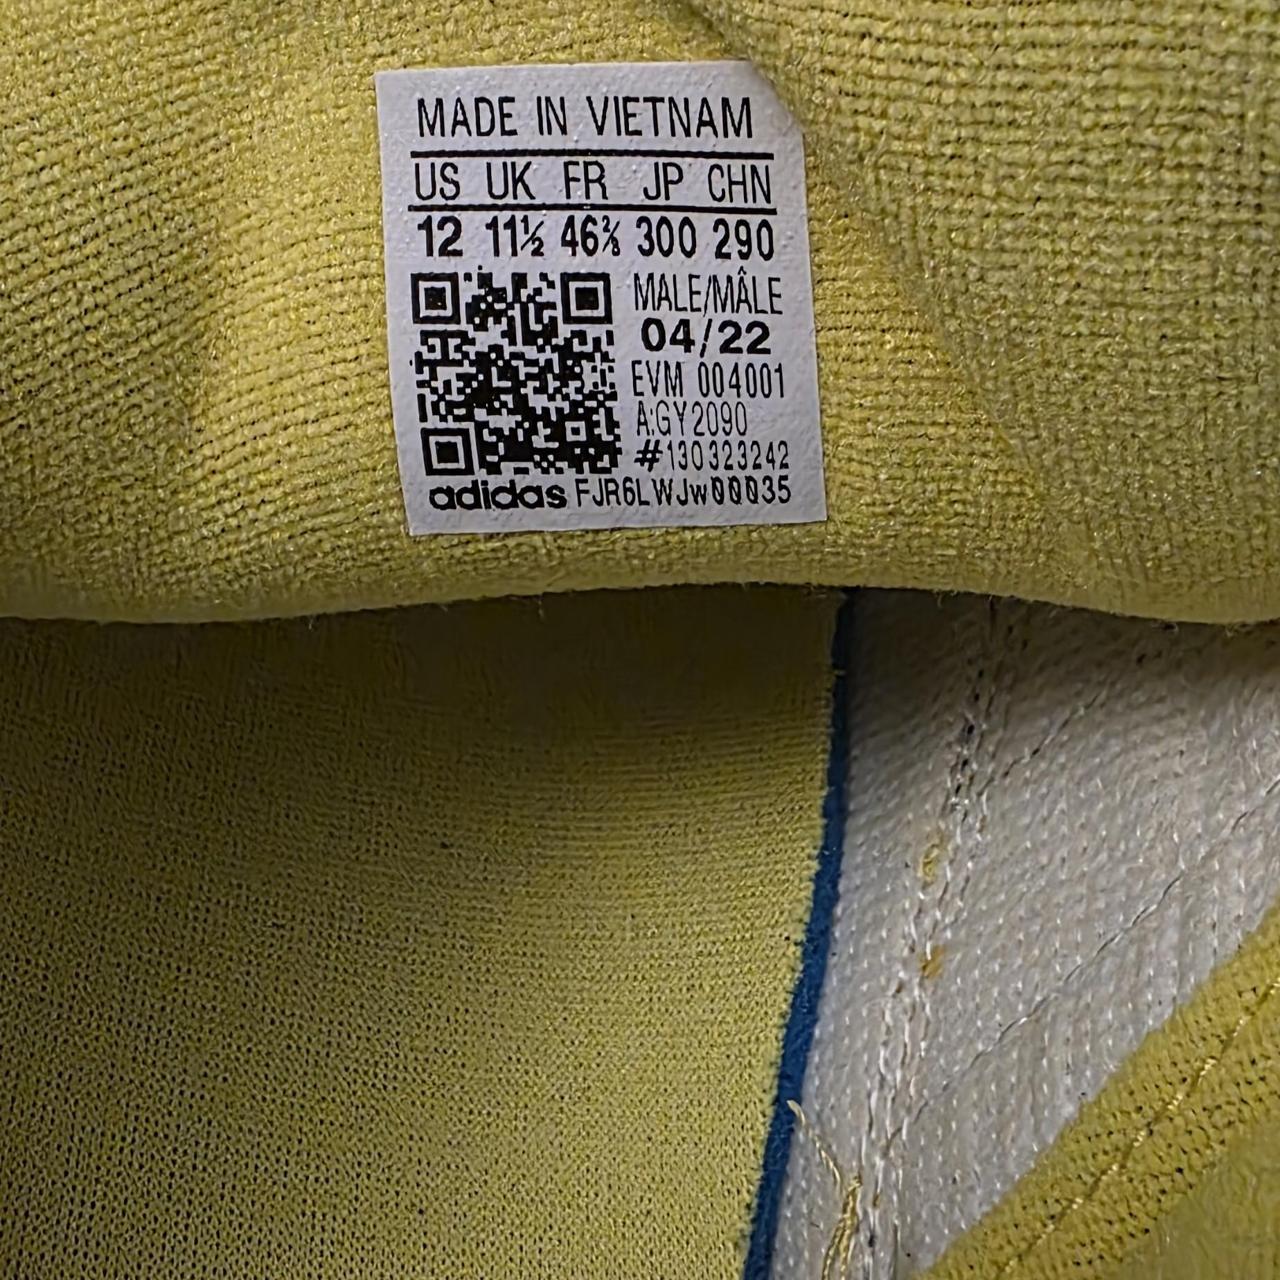 MADE IN VIETNAM
US UK FR JP CHN
12 11½ 46⅔ 300 290
MALE/MÂLE
04/22
EVM 004001
A:GY2090
#130323242
adidas FJR6LWJw00035